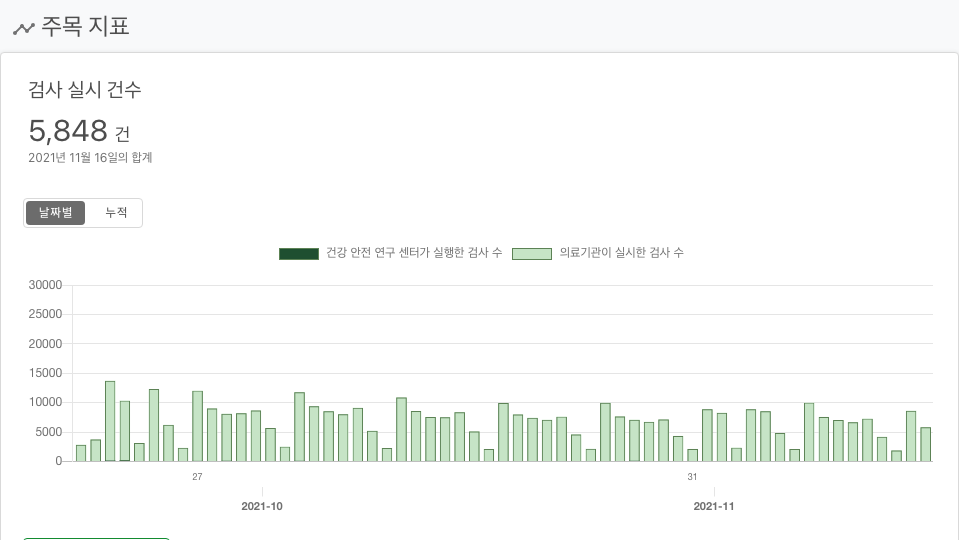 주목 지표
검사 실시 건수
5,848 건
2021년 11월 16일의 합계
날짜별 누적
건강 안전 연구 센터가 실행한 검사 수 의료기관이 실시한 검사 수
30000
25000
20000
15000
10000
5000
0
27 31
2021-10 2021-11